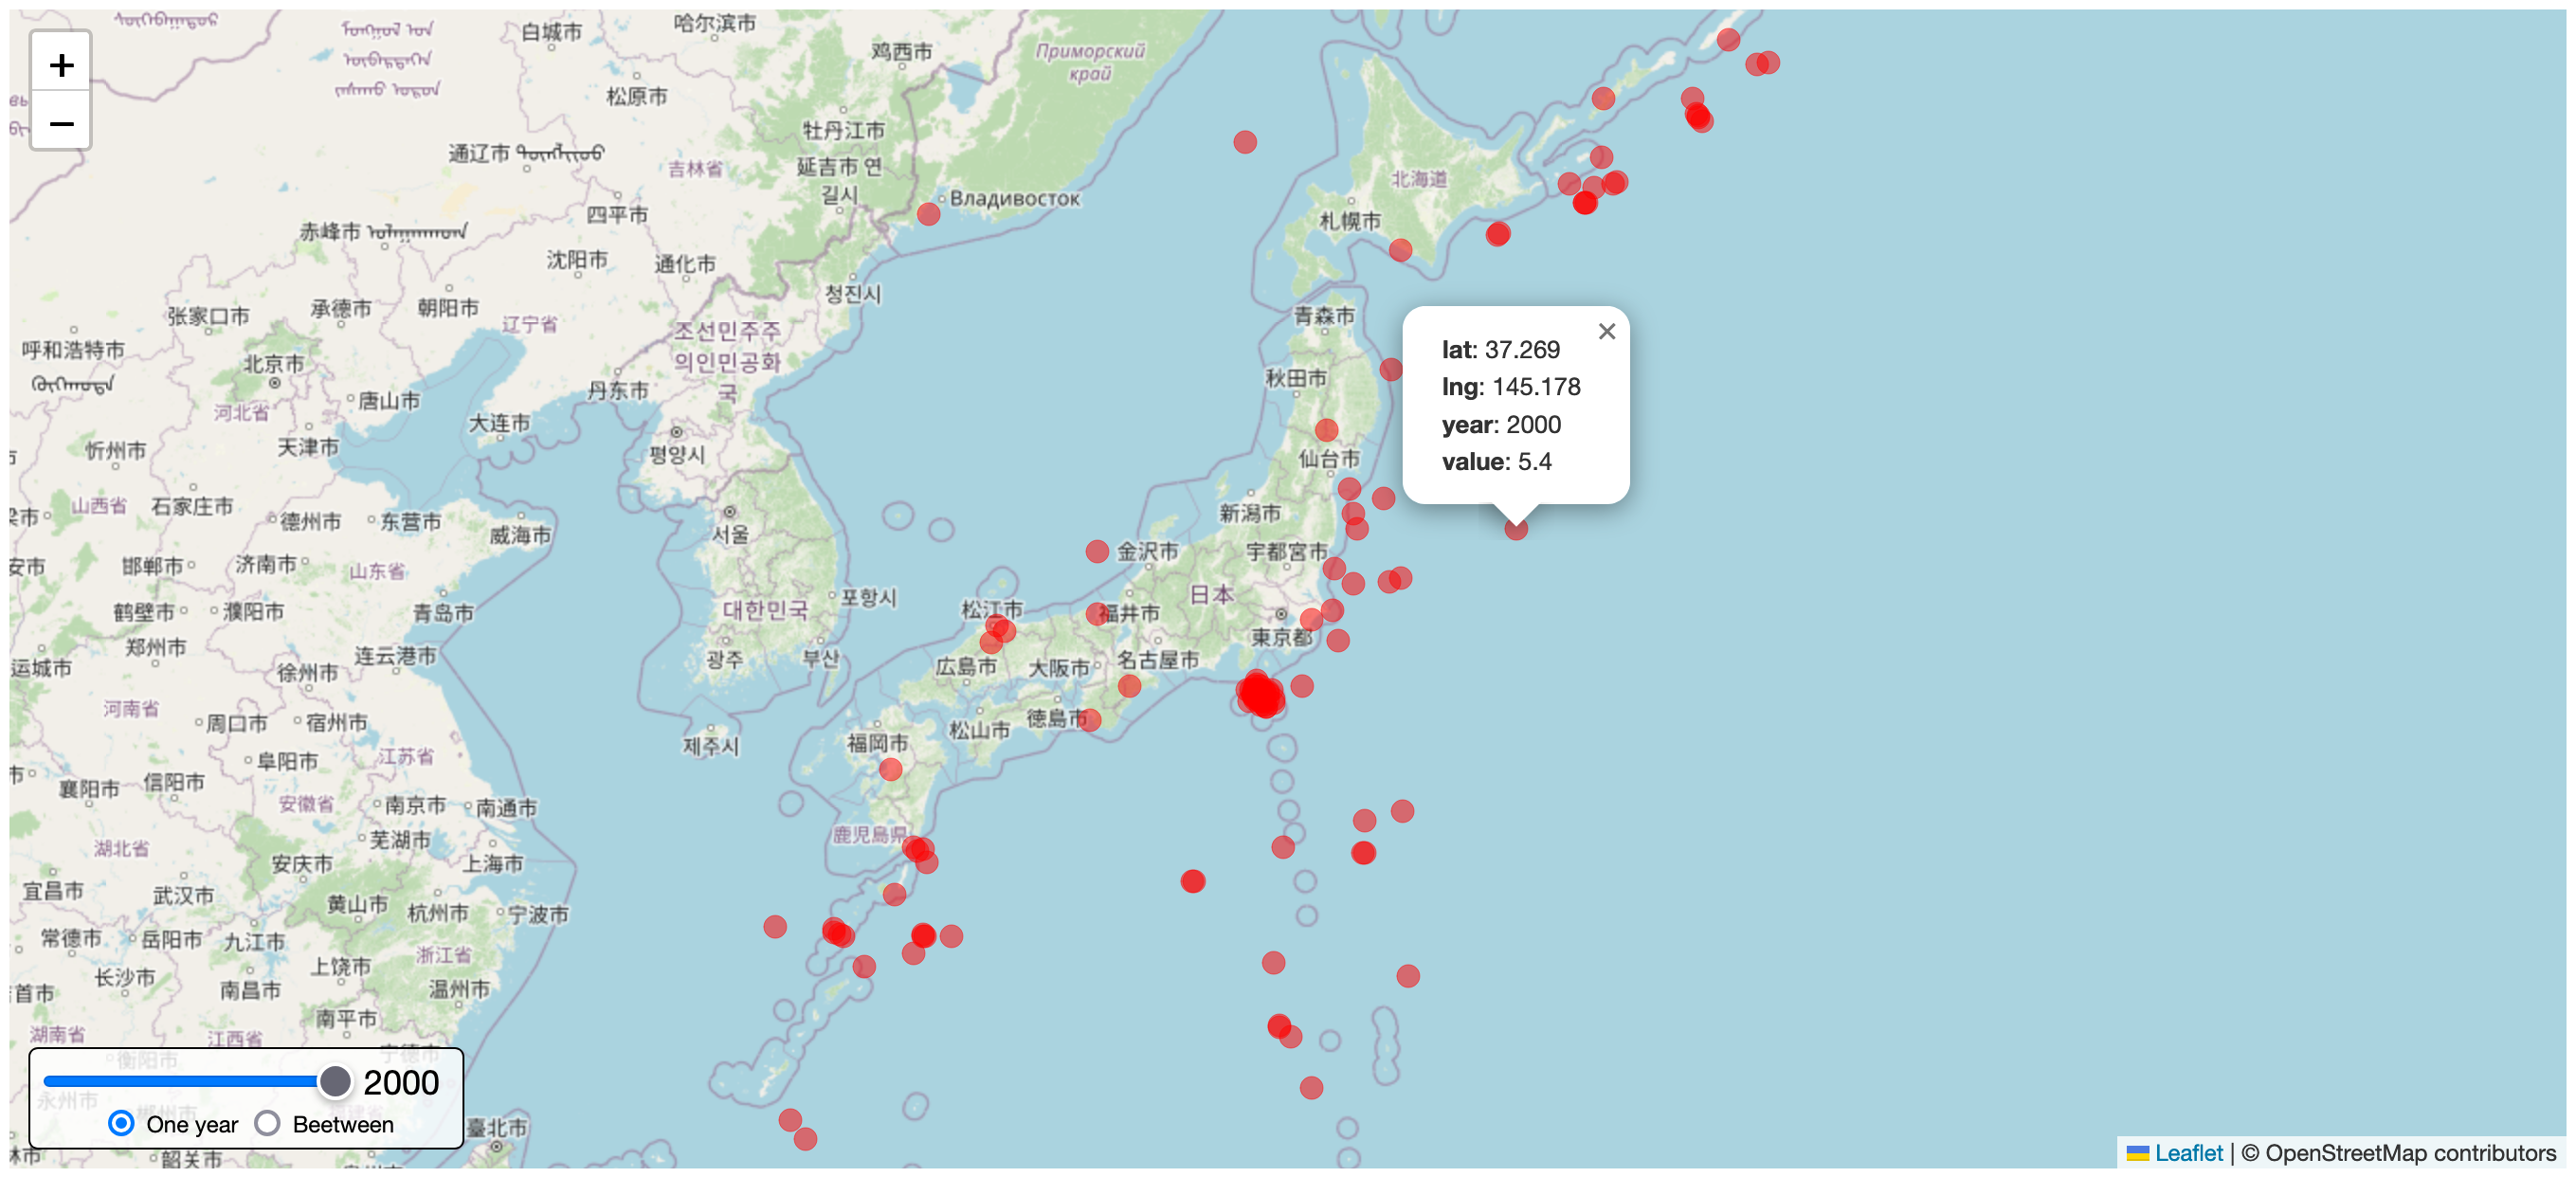 +
−
白城市
哈尔滨市
鸡西市
Приморский
край
松原市
牡丹江市
通辽市
吉林省
延吉市 연
길시
Владивосток
北海道
四平市
札幌市
赤峰市
沈阳市
通化市
청진시
张家口市
承德市
朝阳市
辽宁省
조선민주주
의인민공화
국
青森市
呼和浩特市
北京市
丹东市
秋田市
唐山市
河北省
大连市
天津市
忻州市
평양시
仙台市
lat: 37.269
lng: 145.178
year: 2000
value: 5.4
山西省
石家庄市
德州市
东营市
威海市
서울
新潟市
邯郸市
济南市
山东省
金沢市
宇都宮市
鹤壁市
濮阳市
青岛市
대한민국
포항시
松江市
福井市
日本
東京都
郑州市
运城市
徐州市
连云港市
광주
부산
広島市
大阪市
名古屋市
河南省
周口市
宿州市
제주시
福岡市
松山市
徳島市
江苏省
阜阳市
襄阳市
信阳市
安徽省
南京市
南通市
湖北省
芜湖市
鹿児島県
安庆市
上海市
宜昌市
武汉市
黄山市
杭州市
宁波市
常德市
岳阳市
九江市
浙江省
长沙市
上饶市
南昌市
温州市
湖南省
南平市
江西省
衡阳市
宁德市
2000
永州市
郴州市
福建省
One year
Beetween
臺北市
韶关市
Leaflet | © OpenStreetMap contributors